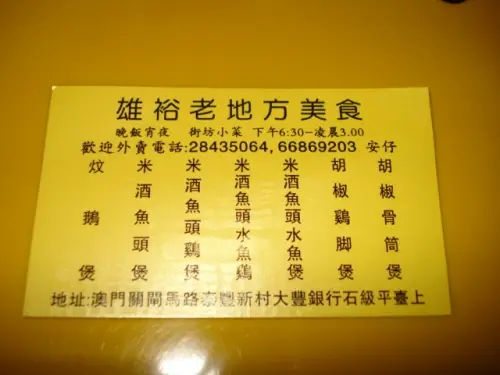 雄裕老地方美食
晚飯宵夜 街坊小菜 下午6:30-凌晨3.00
歡迎外賣電話:28435064, 66869203 安仔
胡椒骨筒煲
胡椒鷄脚煲
米酒魚頭水魚煲
米酒魚頭水魚鷄
米酒魚頭鷄煲
米酒魚頭煲
炆鵝煲
地址:澳門關閘馬路泰豐新村大豐銀行石級平臺上